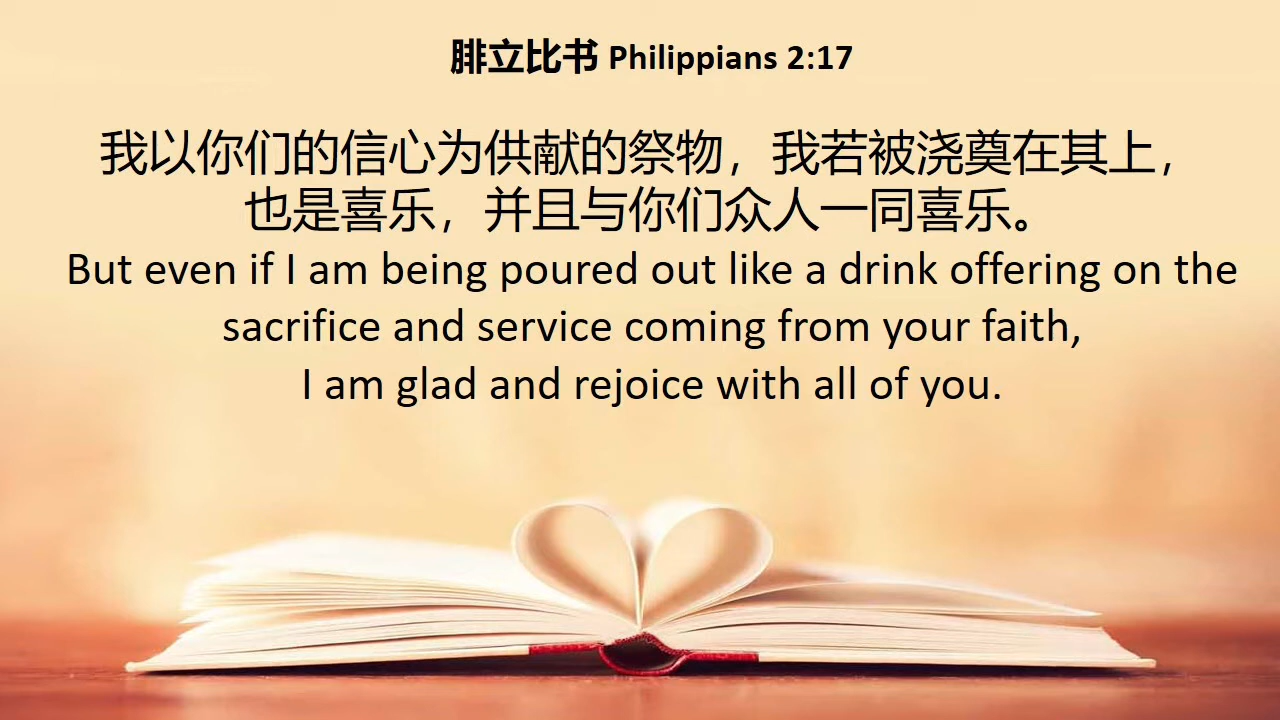 腓立比书 Philippians 2:17
我以你们的信心为供献的祭物，我若被浇奠在其上，
也是喜乐，并且与你们众人一同喜乐。
But even if I am being poured out like a drink offering on the
sacrifice and service coming from your faith,
I am glad and rejoice with all of you.